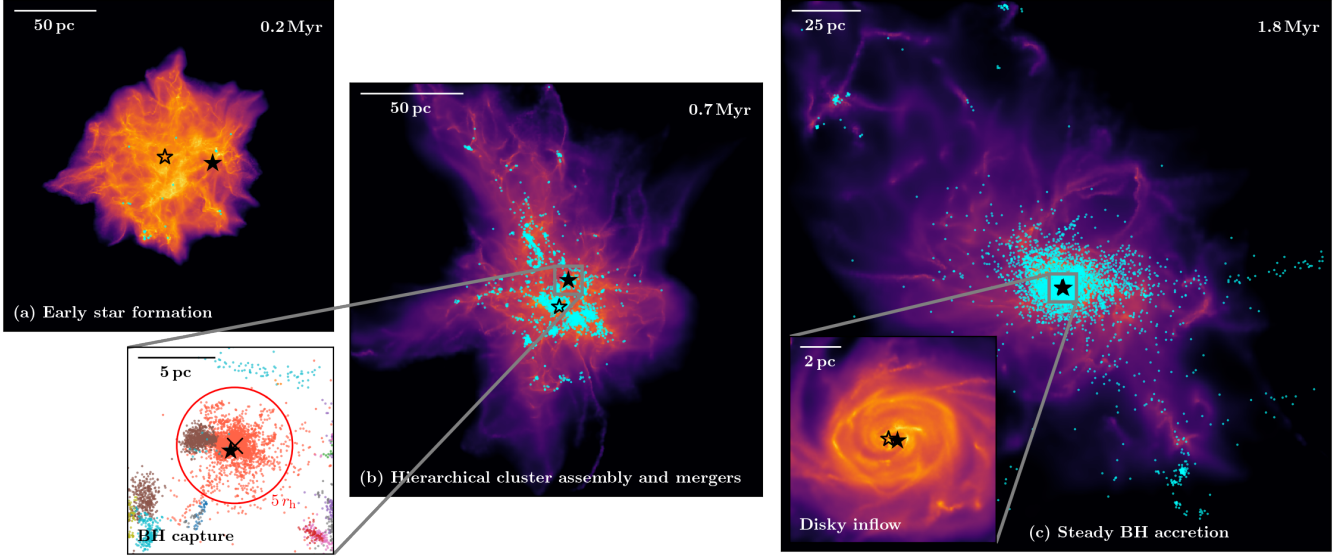 50 pc
0.2 Myr
(a) Early star formation
50 pc
0.7 Myr
(b) Hierarchical cluster assembly and mergers
5 pc
5 rh
BH capture
25 pc
1.8 Myr
2 pc
Disky inflow
(c) Steady BH accretion